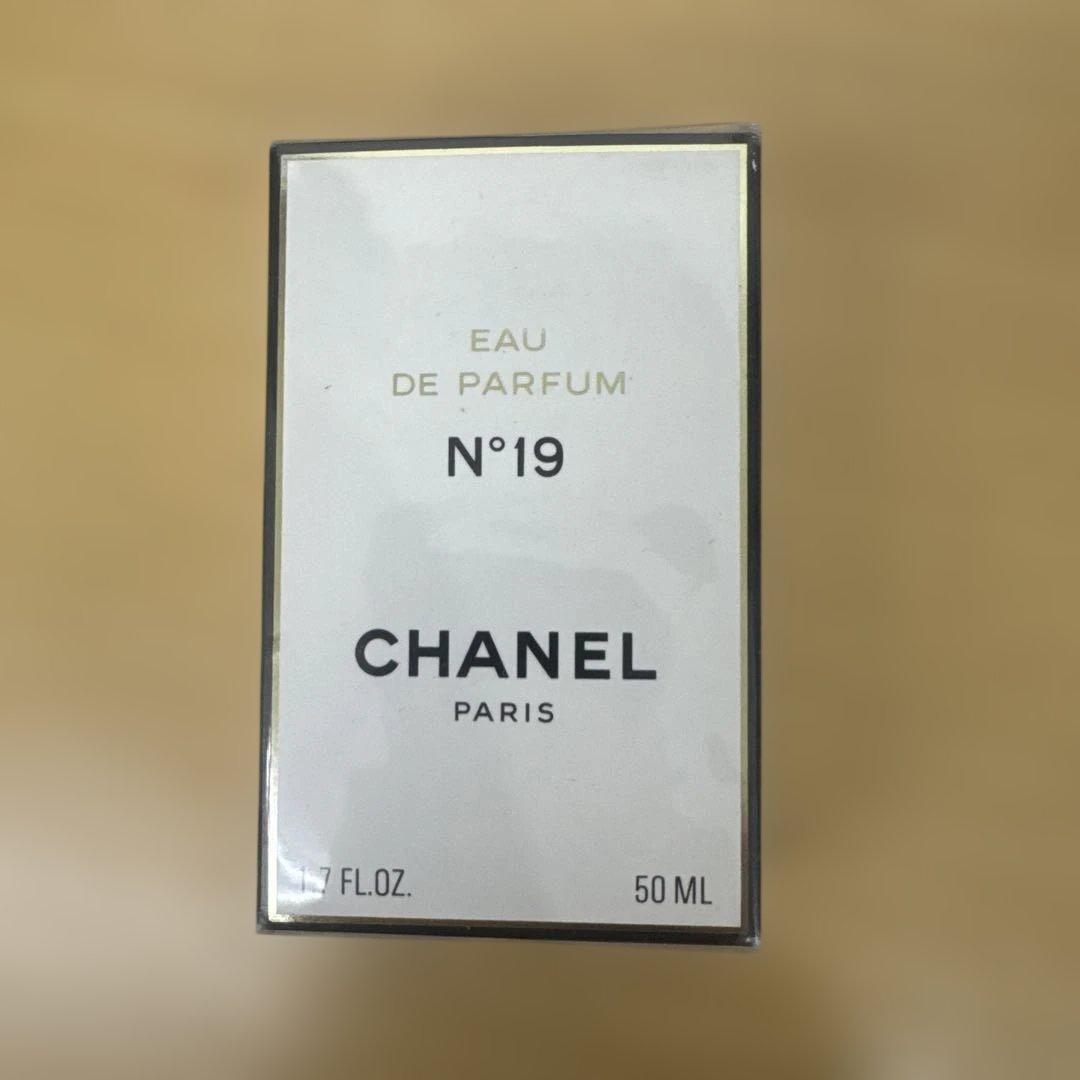 EAU
DE PARFUM
N°19
CHANEL
PARIS
1.7 FL.OZ.
50 ML